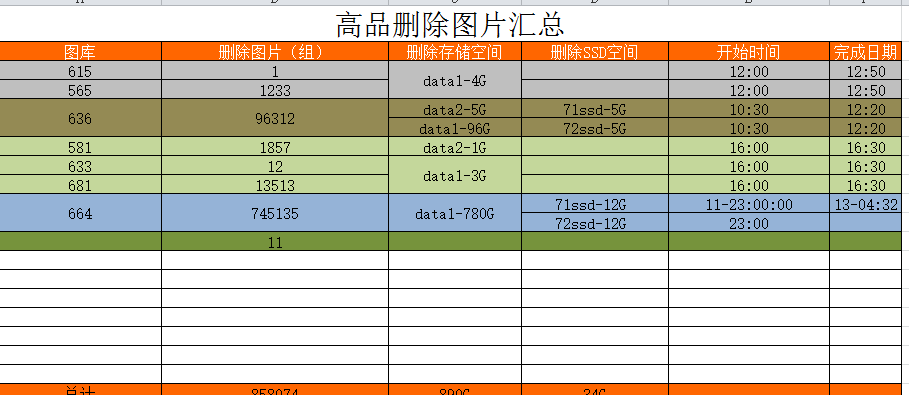 高品删除图片汇总
图库 删除图片（组） 删除存储空间 删除SSD空间 开始时间 完成日期
615 1 data1-4G 12:00 12:50
565 1233 12:00 12:50
636 96312 data2-5G 71ssd-5G 10:30 12:20
data1-96G 72ssd-5G 10:30 12:20
581 1857 data2-1G 16:00 16:30
633 12 data1-3G 16:00 16:30
681 13513 16:00 16:30
664 745135 data1-780G 71ssd-12G 11-23:00:00 13-04:32
72ssd-12G 23:00
11
总计 858074 890G 34G